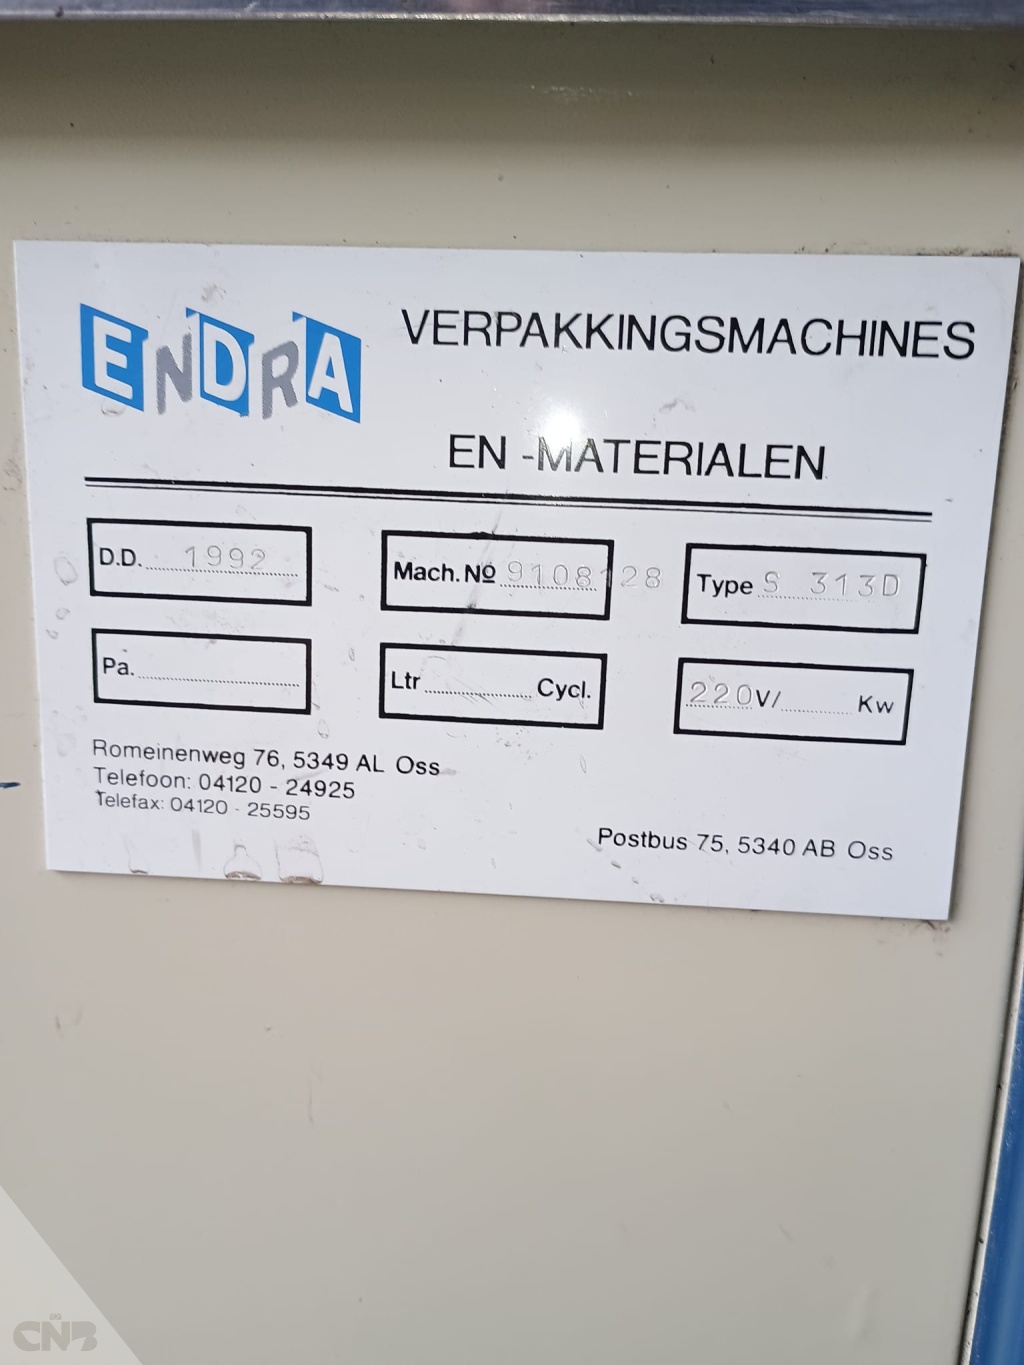 ENDRA
VERPAKKINGSMACHINES
EN -MATERIALEN
D.D. 1992
Mach. Nº 9108128
Type S 313D
Pa.
Ltr Cycl.
220V/ Kw
Romeinenweg 76, 5349 AL Oss
Telefoon: 04120 - 24925
Telefax: 04120 - 25595
Postbus 75, 5340 AB Oss
CNB